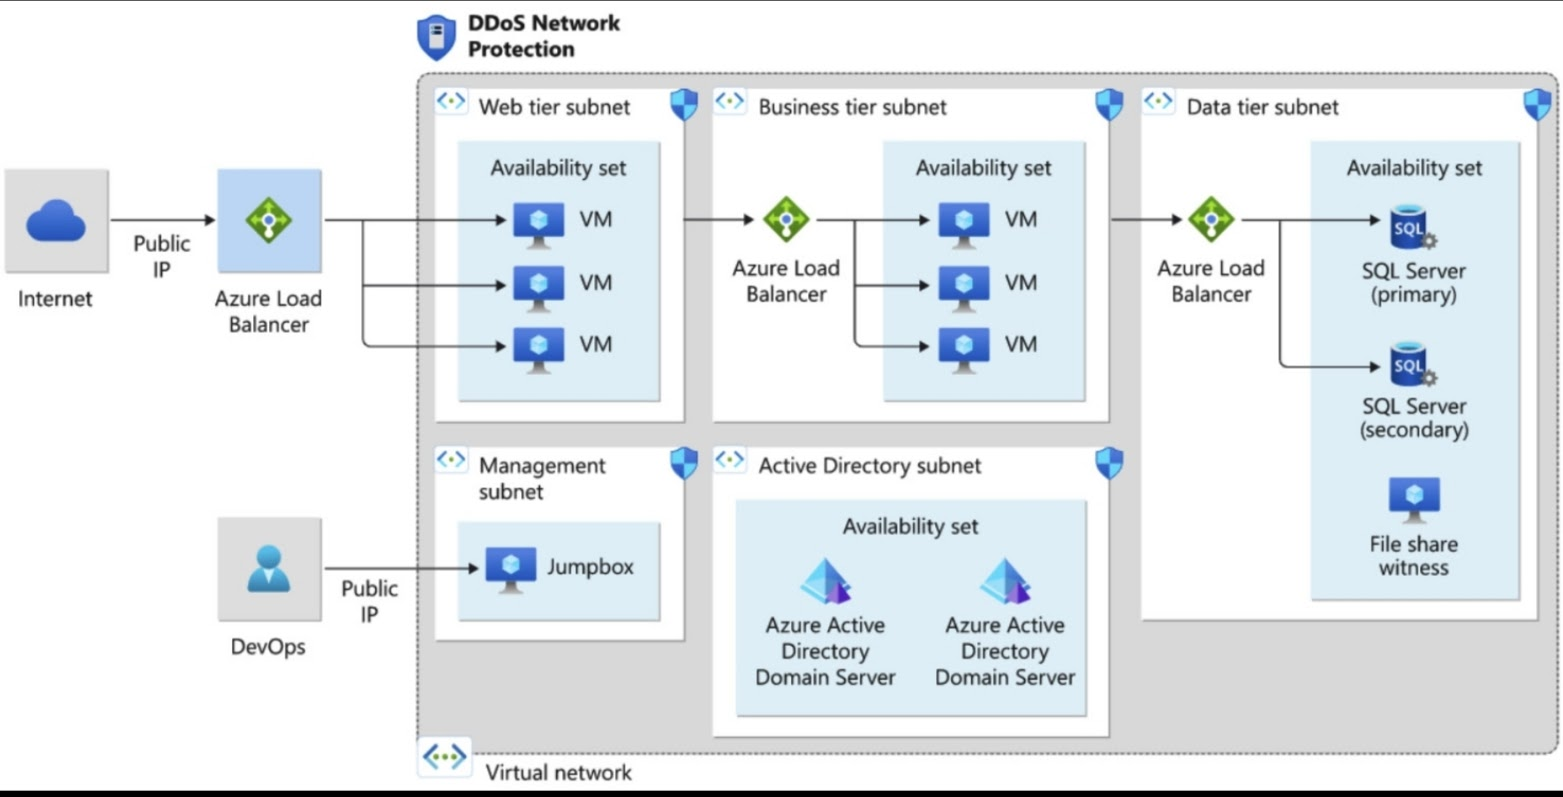 DDoS Network
Protection
Web tier subnet
Availability set
VM
VM
VM
Business tier subnet
Azure Load
Balancer
Availability set
VM
VM
VM
Data tier subnet
Azure Load
Balancer
Availability set
SQL
SQL Server
(primary)
SQL
SQL Server
(secondary)
File share
witness
Internet
Public
IP
Azure Load
Balancer
Management
subnet
Jumpbox
Active Directory subnet
Availability set
Azure Active
Directory
Domain Server
Azure Active
Directory
Domain Server
DevOps
Public
IP
Virtual network